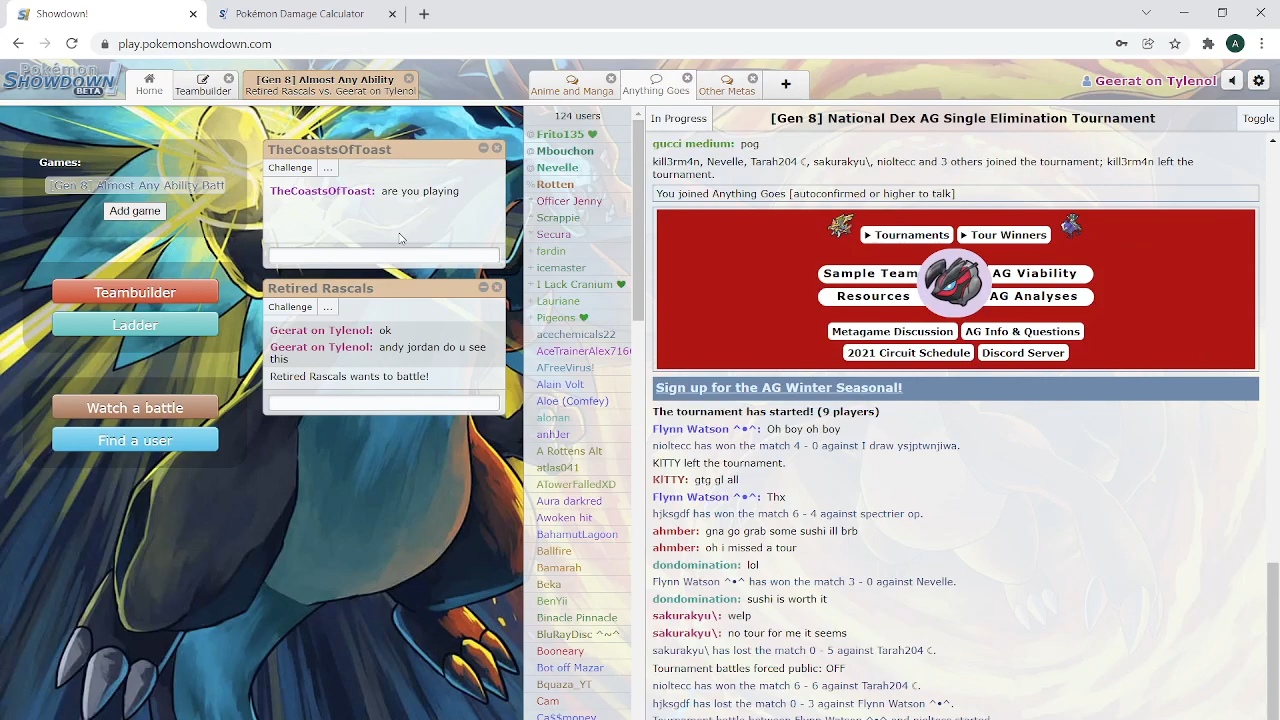 Showdown!
Pokémon Damage Calculator
play.pokemonshowdown.com
A
Pokémon
SHOWDOWN
BETA
Home
Teambuilder
[Gen 8] Almost Any Ability
Retired Rascals vs. Geerat on Tylenol
Anime and Manga
Anything Goes
Other Metas
Geerat on Tylenol
Games:
[Gen 8] Almost Any Ability Batt
Add game
Teambuilder
Ladder
Watch a battle
Find a user
TheCoastsOfToast
Challenge
...
TheCoastsOfToast: are you playing
Retired Rascals
Challenge
...
Geerat on Tylenol: ok
Geerat on Tylenol: andy jordan do u see
this
Retired Rascals wants to battle!
124 users
@Frito135
@Mbouchon
@Nevelle
%Rotten
Officer Jenny
Scrappie
Secura
fardin
icemaster
I Lack Cranium
Lauriane
Pigeons
acechemicals22
AceTrainerAlex716
AFreeVirus!
Alain Volt
Aloe (Comfey)
alonan
anhJer
A Rottens Alt
atlas041
ATowerFalledXD
Aura darkred
Awoken hit
BahamutLagoon
Ballfire
Bamarah
Beka
BenYii
Binacle Pinnacle
BluRayDisc ^~^
Booneary
Bot off Mazar
Bquaza_YT
Cam
Ca$$money
In Progress
[Gen 8] National Dex AG Single Elimination Tournament
Toggle
gucci medium: pog
kill3rm4n, Nevelle, Tarah204 ☾, sakurakyu\, nioltecc and 3 others joined the tournament; kill3rm4n left the
tournament.
You joined Anything Goes [autoconfirmed or higher to talk]
▸ Tournaments
▸ Tour Winners
Sample Team
AG Viability
Resources
AG Analyses
Metagame Discussion
AG Info & Questions
2021 Circuit Schedule
Discord Server
Sign up for the AG Winter Seasonal!
The tournament has started! (9 players)
Flynn Watson ^•^: Oh boy oh boy
nioltecc has won the match 4 - 0 against I draw ysjptwnjiwa.
KITTY left the tournament.
KITTY: gtg gl all
Flynn Watson ^•^: Thx
hjksgdf has won the match 6 - 4 against spectrier op.
ahmber: gna go grab some sushi ill brb
ahmber: oh i missed a tour
dondomination: lol
Flynn Watson ^•^ has won the match 3 - 0 against Nevelle.
dondomination: sushi is worth it
sakurakyu\: welp
sakurakyu\: no tour for me it seems
sakurakyu\ has lost the match 0 - 5 against Tarah204 ☾.
Tournament battle forced public: OFF
nioltecc has won the match 6 - 6 against Tarah204 ☾.
hjksgdf has lost the match 0 - 3 against Flynn Watson ^•^.
Tournament battle between Flynn Watson ^•^ and nioltecc started.